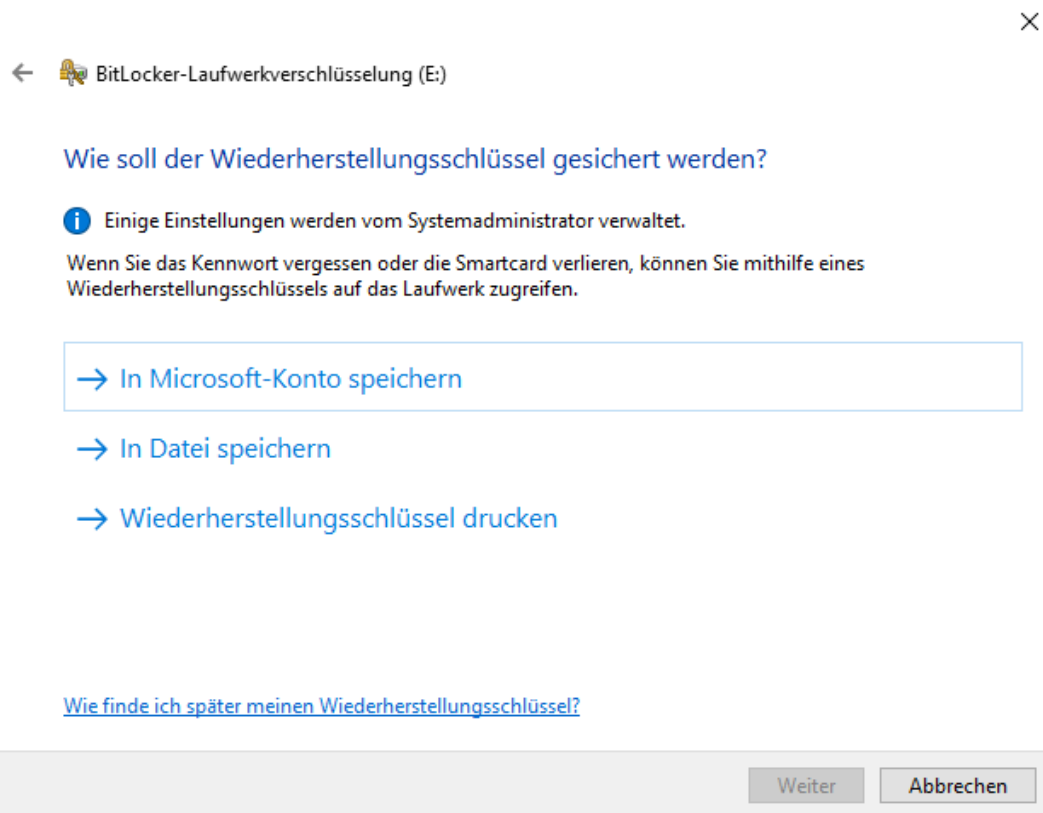 BitLocker-Laufwerkverschlüsselung (E:)
Wie soll der Wiederherstellungsschlüssel gesichert werden?
Einige Einstellungen werden vom Systemadministrator verwaltet.
Wenn Sie das Kennwort vergessen oder die Smartcard verlieren, können Sie mithilfe eines
Wiederherstellungsschlüssels auf das Laufwerk zugreifen.
In Microsoft-Konto speichern
In Datei speichern
Wiederherstellungsschlüssel drucken
Wie finde ich später meinen Wiederherstellungsschlüssel?
Weiter
Abbrechen